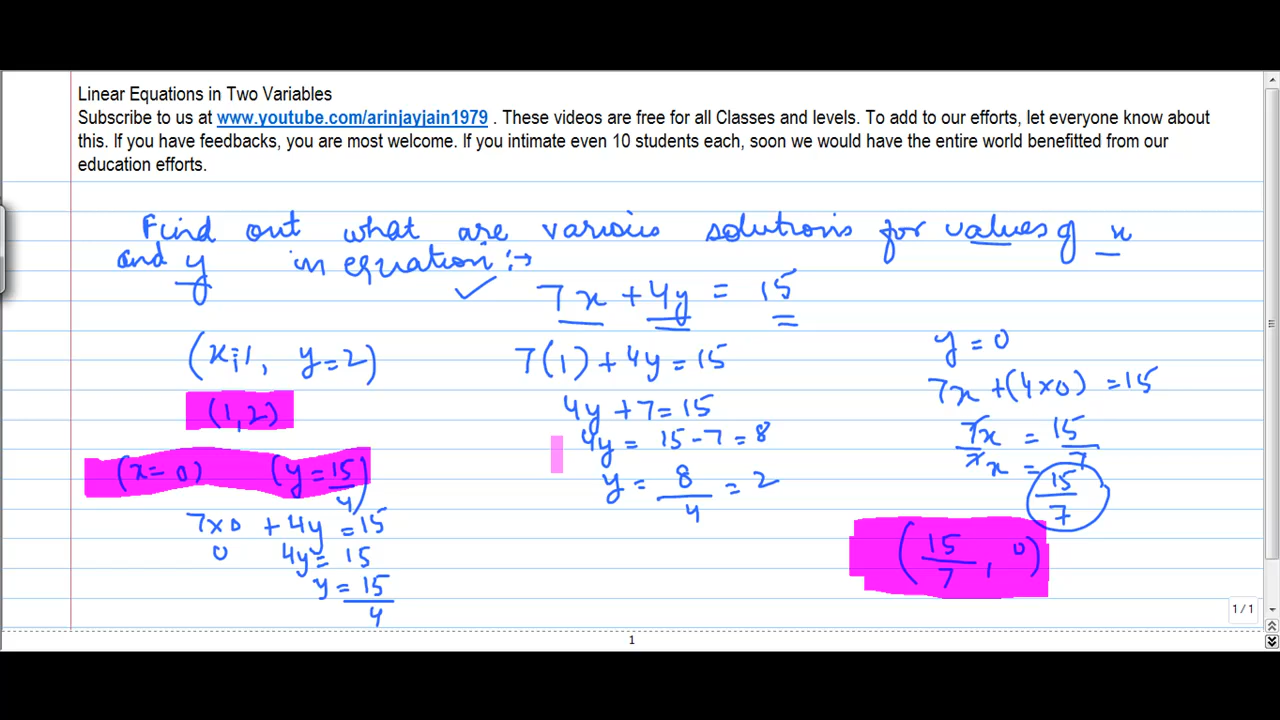 Linear Equations in Two Variables
Subscribe to us at www.youtube.com/arinjayjain1979 . These videos are free for all Classes and levels. To add to our efforts, let everyone know about
this. If you have feedbacks, you are most welcome. If you intimate even 10 students each, soon we would have the entire world benefitted from our
education efforts.
Find out what are various solutions for values of x
and y in equation :→
7x + 4y = 15
(x=1, y=2)
(1,2)
(x=0) (y=15/4)
7×0 + 4y = 15
0 4y = 15
y = 15/4
7(1) + 4y = 15
4y + 7 = 15
4y = 15 - 7 = 8
y = 8/4 = 2
y = 0
7x + (4×0) = 15
7x/7 = 15/7
x = 15/7
(15/7, 0)
1 / 1
1